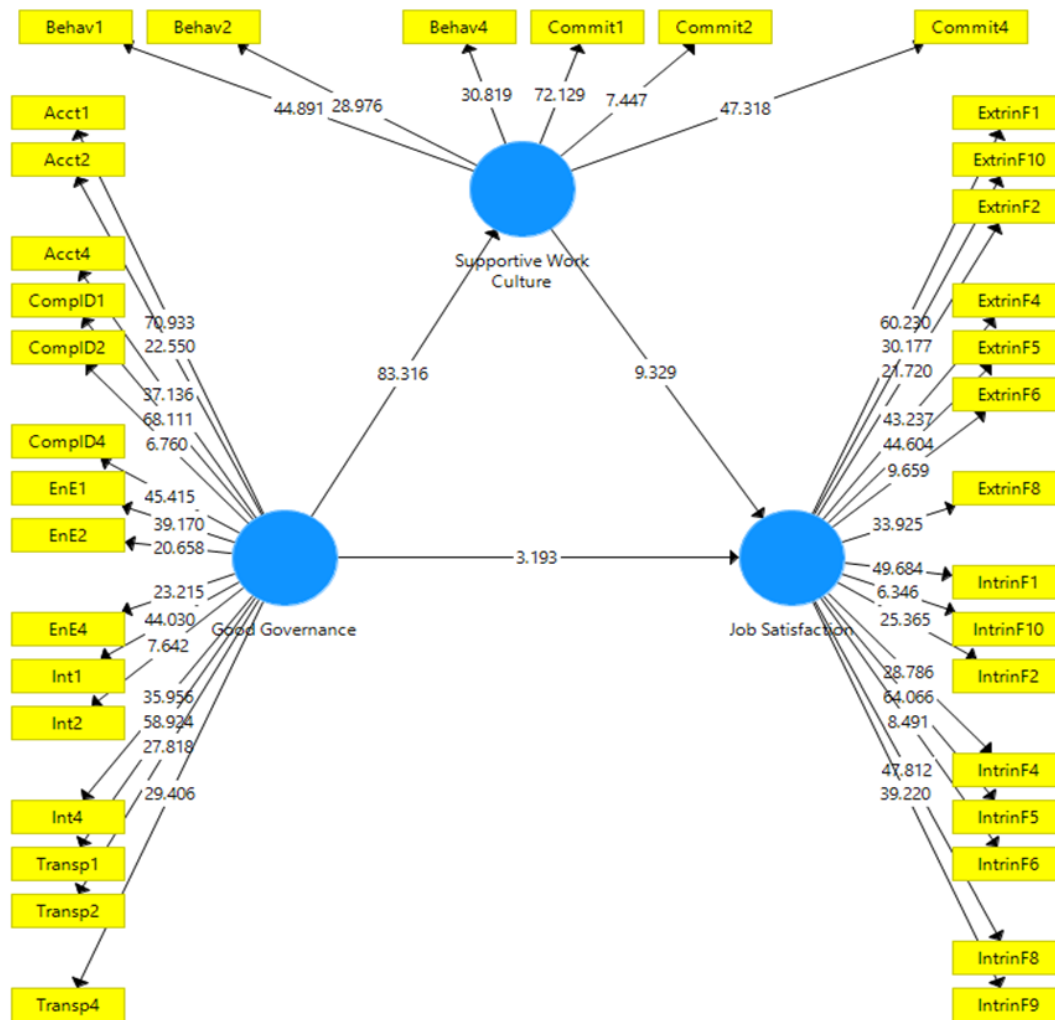 Behav1
Behav2
Behav4
Commit1
Commit2
Commit4
44.891
28.976
30.819
72.129
7.447
47.318
Supportive Work
Culture
Acct1
Acct2
Acct4
CompID1
CompID2
CompID4
EnE1
EnE2
EnE4
Int1
Int2
Int4
Transp1
Transp2
Transp4
70.933
22.550
37.136
68.111
6.760
45.415
39.170
20.658
23.215
44.030
7.642
35.956
58.924
27.818
29.406
Good Governance
83.316
9.329
3.193
Job Satisfaction
60.230
30.177
21.720
43.237
44.604
9.659
33.925
49.684
6.346
25.365
28.786
64.066
8.491
47.812
39.220
ExtrinF1
ExtrinF10
ExtrinF2
ExtrinF4
ExtrinF5
ExtrinF6
ExtrinF8
IntrinF1
IntrinF10
IntrinF2
IntrinF4
IntrinF5
IntrinF6
IntrinF8
IntrinF9